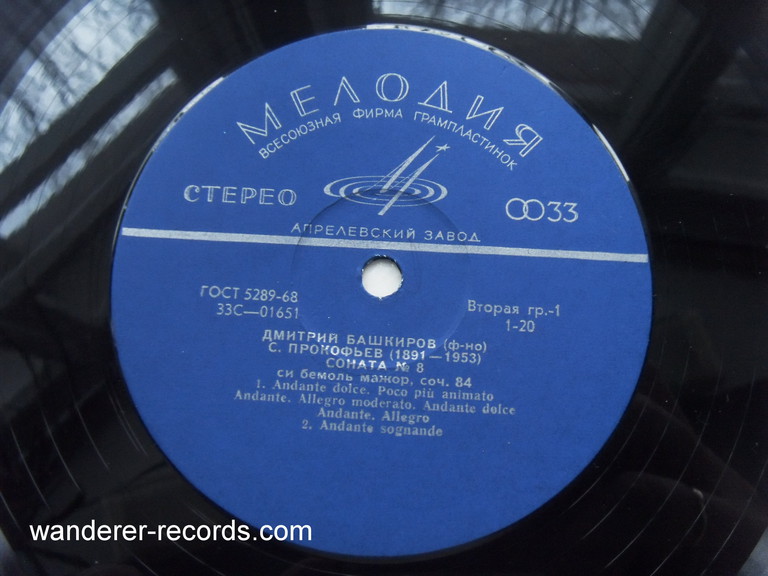 МЕЛОДИЯ
ВСЕСОЮЗНАЯ ФИРМА ГРАМПЛАСТИНОК
СТЕРЕО
33
АПРЕЛЕВСКИЙ ЗАВОД
ГОСТ 5289-68
33С—01651
Вторая гр.-1
1-20
ДМИТРИЙ БАШКИРОВ (ф-но)
С. ПРОКОФЬЕВ (1891—1953)
СОНАТА № 8
си бемоль мажор, соч. 84
1. Andante dolce. Poco più animato
Andante. Allegro moderato. Andante dolce
Andante. Allegro
2. Andante sognande
wanderer-records.com